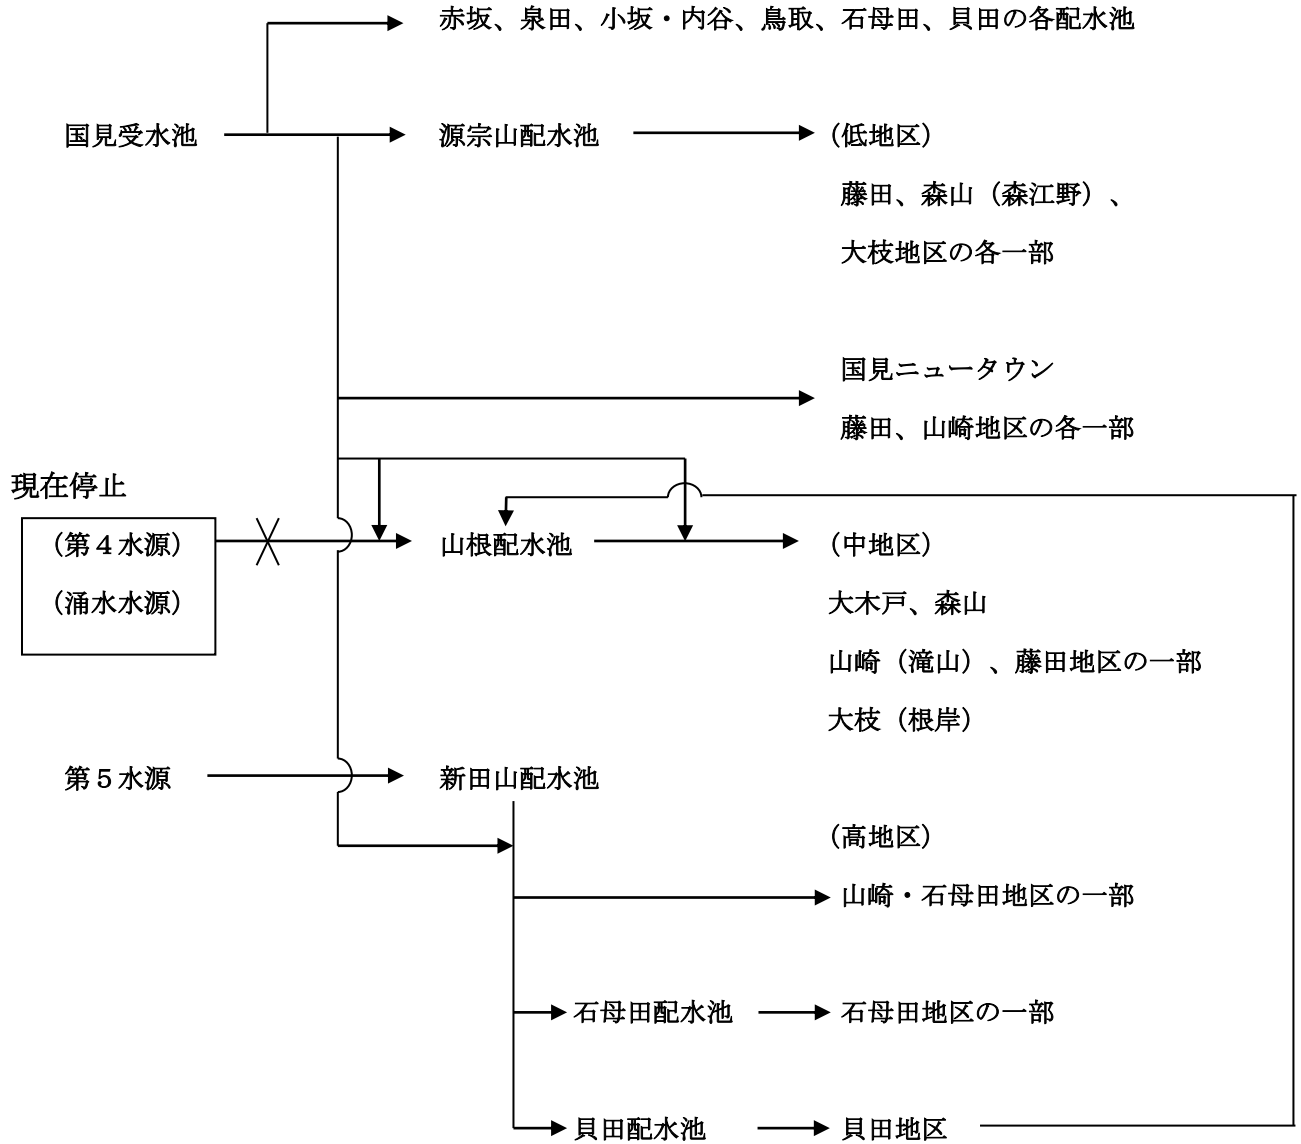 赤坂、泉田、小坂・内谷、鳥取、石母田、貝田の各配水池
国見受水池
源宗山配水池
（低地区）
藤田、森山（森江野）、
大枝地区の各一部
国見ニュータウン
藤田、山崎地区の各一部
現在停止
（第４水源）
（涌水水源）
山根配水池
（中地区）
大木戸、森山
山崎（滝山）、藤田地区の一部
大枝（根岸）
第５水源
新田山配水池
（高地区）
山崎・石母田地区の一部
石母田配水池
石母田地区の一部
貝田配水池
貝田地区